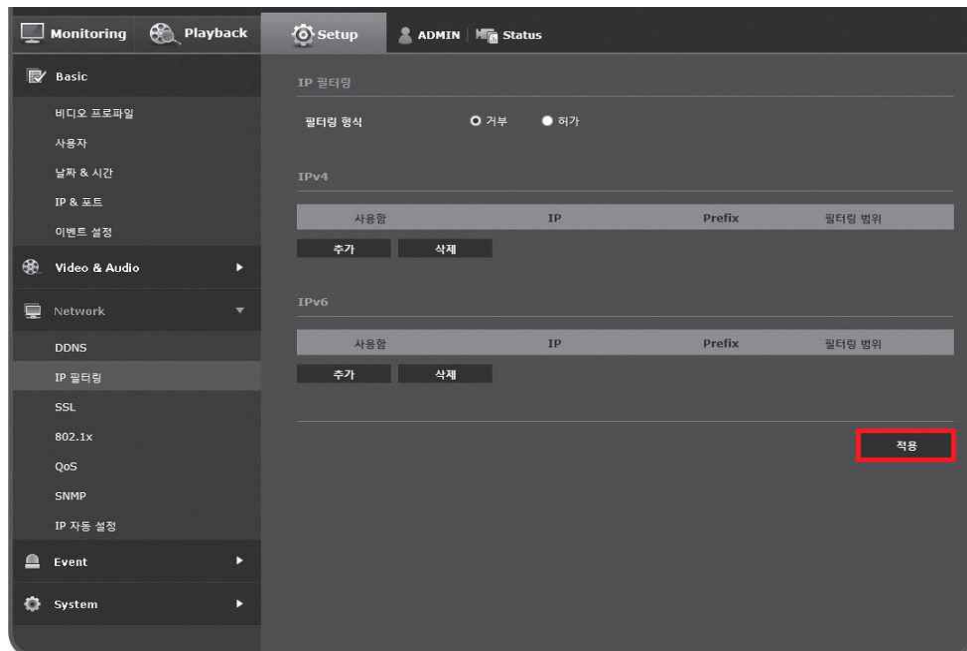 Monitoring Playback Setup ADMIN Status
Basic
비디오 프로파일
사용자
날짜 & 시간
IP & 포트
이벤트 설정
Video & Audio
Network
DDNS
IP 필터링
SSL
802.1x
QoS
SNMP
IP 자동 설정
Event
System
IP 필터링
필터링 형식 거부 허가
IPv4
사용함 IP Prefix 필터링 범위
추가 삭제
IPv6
사용함 IP Prefix 필터링 범위
추가 삭제
적용